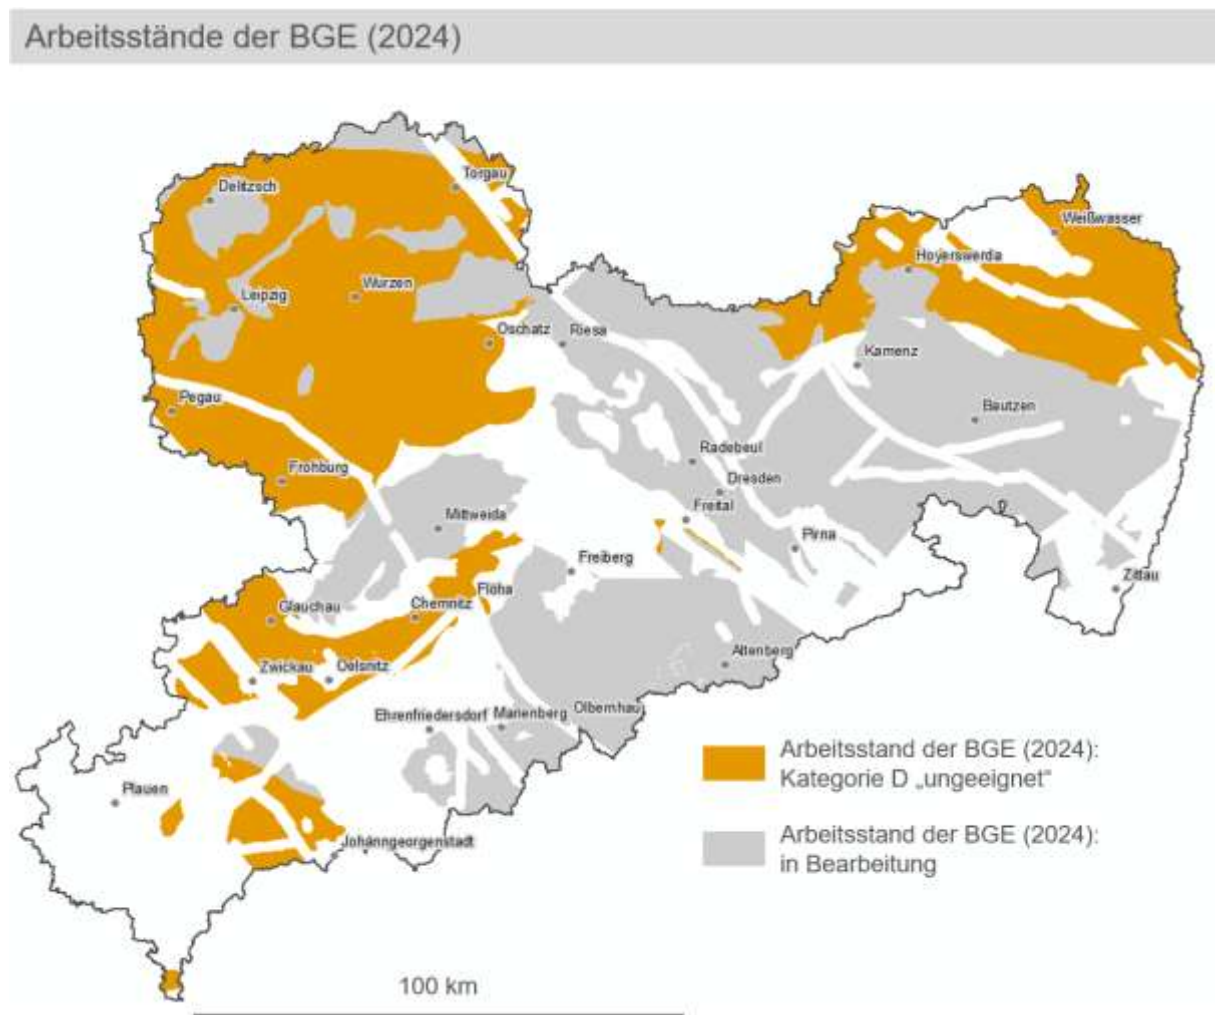 Arbeitsstände der BGE (2024)
Torgau
Delitzsch
Weißwasser
Hoyerswerda
Wurzen
Leipzig
Oschatz
Riesa
Kamenz
Pegau
Bautzen
Radebeul
Frohburg
Dresden
Freital
Mittweida
Pirna
Freiberg
Zittau
Flöha
Chemnitz
Glauchau
Altenberg
Zwickau
Oelsnitz
Olbernhau
Ehrenfriedersdorf
Marienberg
Plauen
Johanngeorgenstadt
Arbeitsstand der BGE (2024):
Kategorie D „ungeeignet“
Arbeitsstand der BGE (2024):
in Bearbeitung
100 km